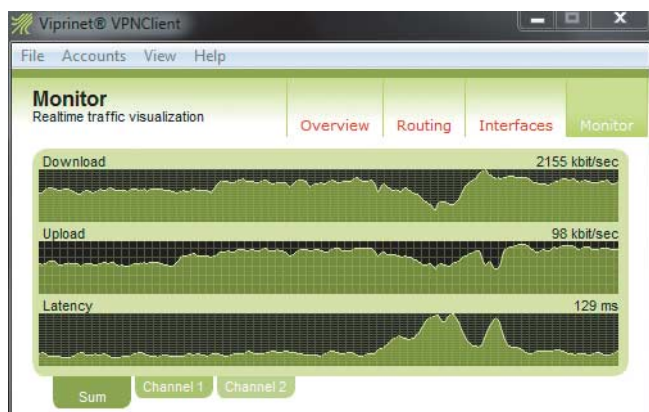 Viprinet® VPNClient
File Accounts View Help
Monitor
Realtime traffic visualization
Overview Routing Interfaces Monitor
Download 2155 kbit/sec
Upload 98 kbit/sec
Latency 129 ms
Sum Channel 1 Channel 2